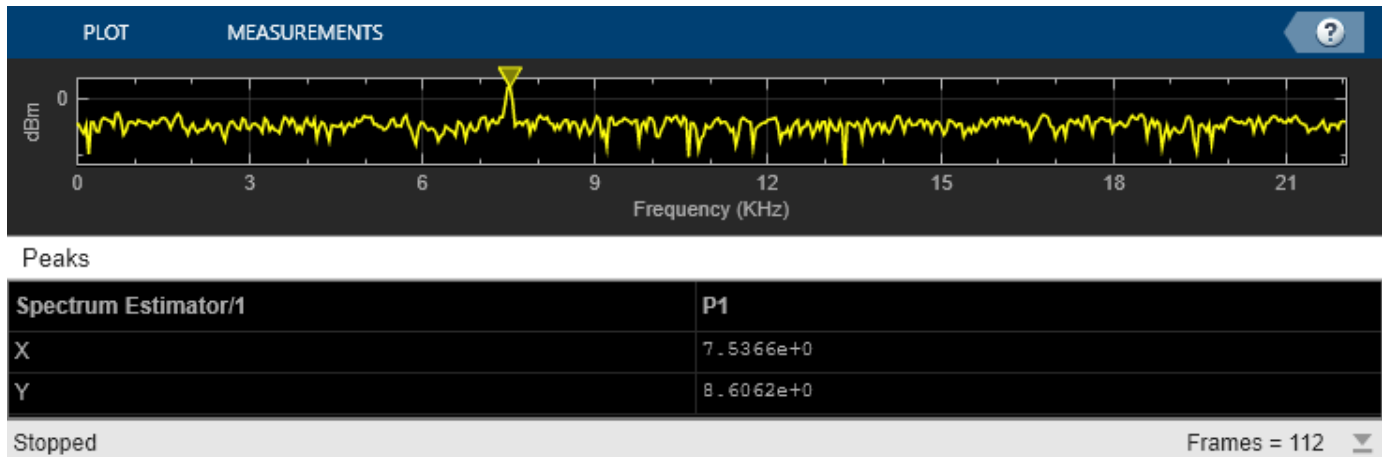 PLOT MEASUREMENTS ?
dBm
0
0 3 6 9 12 15 18 21
Frequency (KHz)
Peaks
Spectrum Estimator/1 P1
X 7.5366e+0
Y 8.6062e+0
Stopped Frames = 112